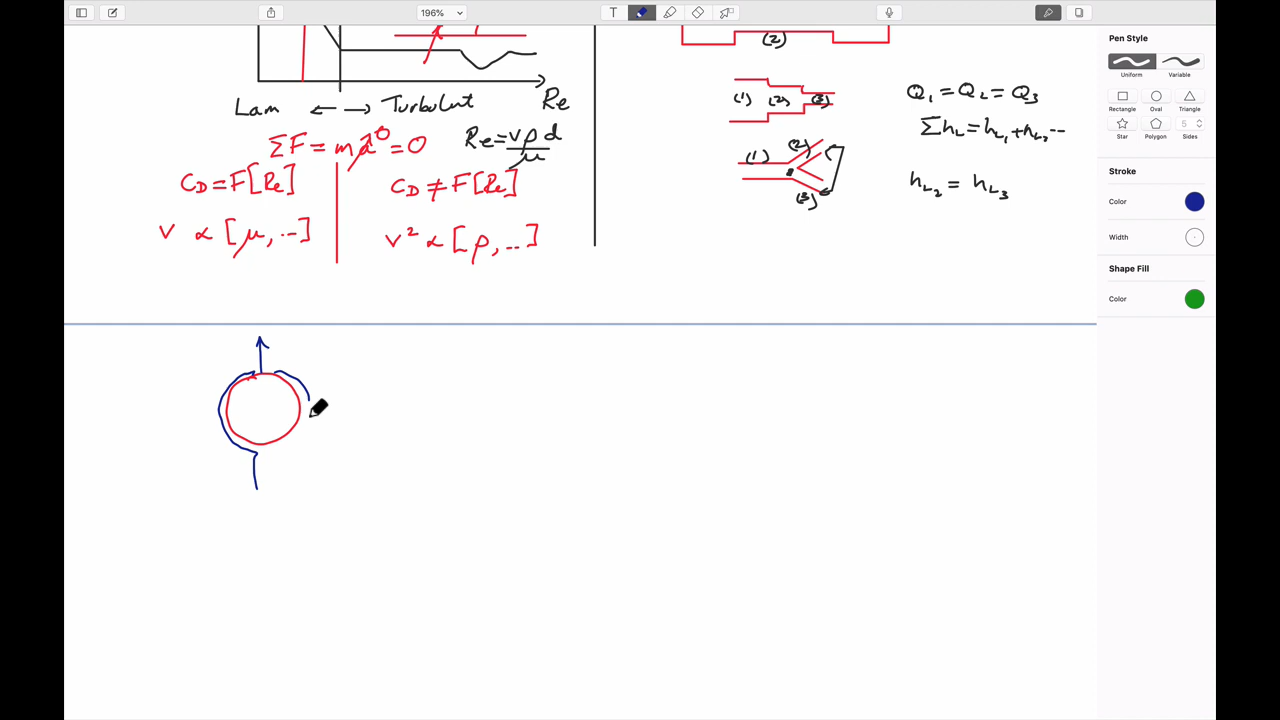 196%
T
Pen Style
Uniform
Variable
Rectangle
Oval
Triangle
Star
Polygon
5
Sides
Stroke
Color
Width
Shape Fill
Color
Lam ← → Turbulent
Re
ΣF = ma⃗ 0 = 0
Re = vρd/μ
C_D = F[Re]
C_D ≠ F[Re]
v ∝ [μ, --]
v² ∝ [ρ, --]
(2)
(1) (2) (3)
Q₁ = Q₂ = Q₃
Σh_L = h_L₁ + h_L₂ --
(1) (2)
(3)
h_L₂ = h_L₃